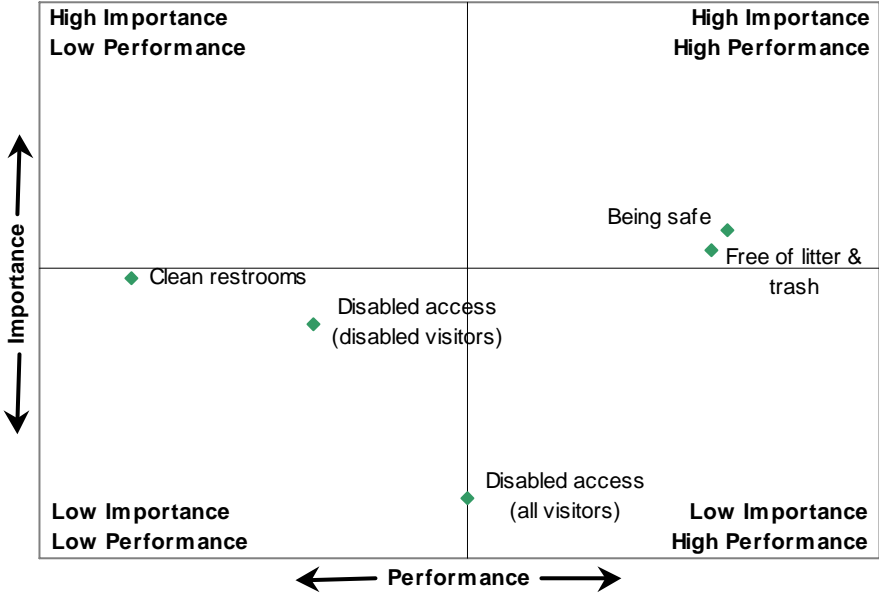 High Importance
Low Performance
High Importance
High Performance
Being safe
Free of litter &
trash
Clean restrooms
Disabled access
(disabled visitors)
Importance
Disabled access
(all visitors)
Low Importance
Low Performance
Low Importance
High Performance
Performance